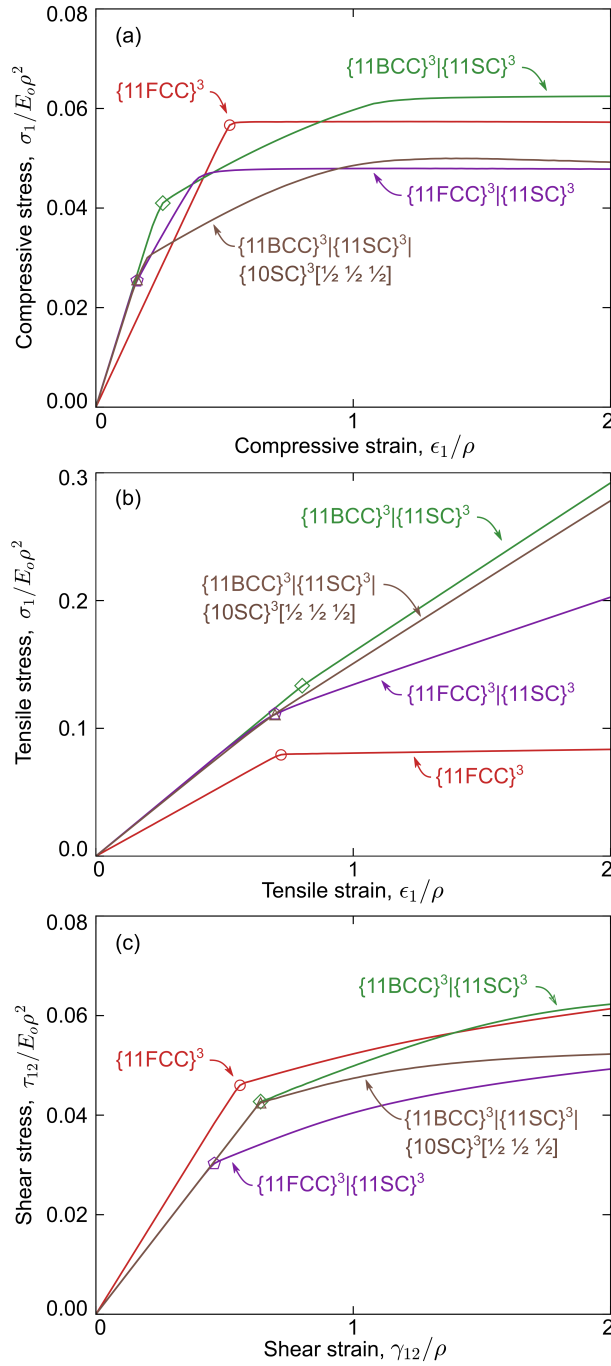 0.08
(a)
{11BCC}³|{11SC}³
{11FCC}³
0.06
{11FCC}³|{11SC}³
0.04
{11BCC}³|{11SC}³|
{10SC}³[½ ½ ½]
0.02
0.00
Compressive stress, σ₁/Eₒρ²
0 1 2
Compressive strain, ϵ₁/ρ
0.3
(b)
{11BCC}³|{11SC}³
{11BCC}³|{11SC}³|
{10SC}³[½ ½ ½]
0.2
{11FCC}³|{11SC}³
0.1
{11FCC}³
0.0
Tensile stress, σ₁/Eₒρ²
0 1 2
Tensile strain, ϵ₁/ρ
0.08
(c)
{11BCC}³|{11SC}³
0.06
{11FCC}³
{11BCC}³|{11SC}³|
{10SC}³[½ ½ ½]
0.04
{11FCC}³|{11SC}³
0.02
0.00
Shear stress, τ₁₂/Eₒρ²
0 1 2
Shear strain, γ₁₂/ρ